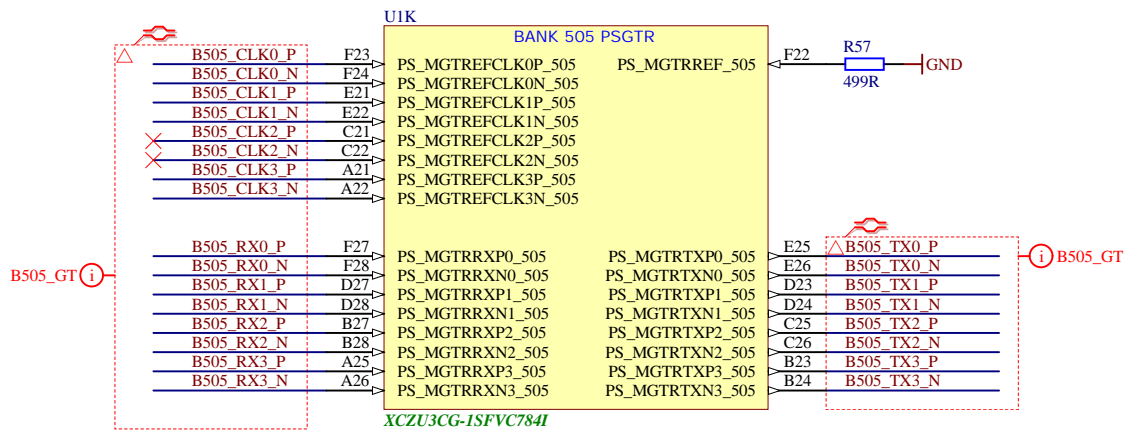 U1K
BANK 505 PSGTR
B505_CLK0_P F23 PS_MGTREFCLK0P_505 PS_MGTRREF_505 F22 R57 499R GND
B505_CLK0_N F24 PS_MGTREFCLK0N_505
B505_CLK1_P E21 PS_MGTREFCLK1P_505
B505_CLK1_N E22 PS_MGTREFCLK1N_505
B505_CLK2_P C21 PS_MGTREFCLK2P_505
B505_CLK2_N C22 PS_MGTREFCLK2N_505
B505_CLK3_P A21 PS_MGTREFCLK3P_505
B505_CLK3_N A22 PS_MGTREFCLK3N_505
B505_RX0_P F27 PS_MGTRRXP0_505 PS_MGTRTXP0_505 E25 B505_TX0_P
B505_GT i B505_RX0_N F28 PS_MGTRRXN0_505 PS_MGTRTXN0_505 E26 B505_TX0_N i B505_GT
B505_RX1_P D27 PS_MGTRRXP1_505 PS_MGTRTXP1_505 D23 B505_TX1_P
B505_RX1_N D28 PS_MGTRRXN1_505 PS_MGTRTXN1_505 D24 B505_TX1_N
B505_RX2_P B27 PS_MGTRRXP2_505 PS_MGTRTXP2_505 C25 B505_TX2_P
B505_RX2_N B28 PS_MGTRRXN2_505 PS_MGTRTXN2_505 C26 B505_TX2_N
B505_RX3_P A25 PS_MGTRRXP3_505 PS_MGTRTXP3_505 B23 B505_TX3_P
B505_RX3_N A26 PS_MGTRRXN3_505 PS_MGTRTXN3_505 B24 B505_TX3_N
XCZU3CG-1SFVC784I